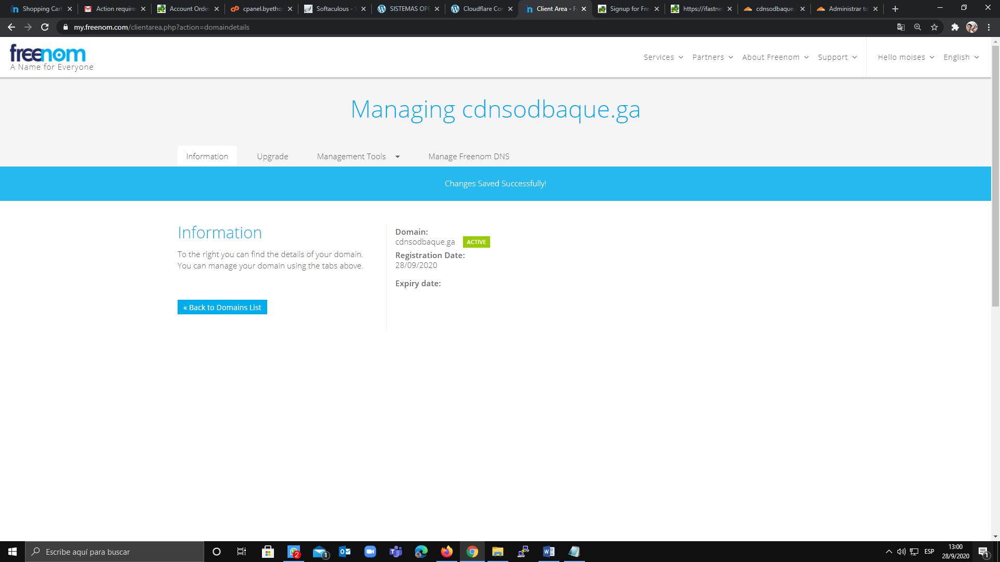 Shopping Cart
Action require
Account Order
cpanel.byetho
Softaculous - S
SISTEMAS OPE
Cloudflare Cor
Client Area - F
Signup for Fre
https://ifastne
cdnsodbaque.
Administrar to
my.freenom.com/clientarea.php?action=domaindetails
freenom
A Name for Everyone
Services
Partners
About Freenom
Support
Hello moises
English
Managing cdnsodbaque.ga
Information
Upgrade
Management Tools
Manage Freenom DNS
Changes Saved Successfully!
Information
To the right you can find the details of your domain.
You can manage your domain using the tabs above.
« Back to Domains List
Domain:
cdnsodbaque.ga ACTIVE
Registration Date:
28/09/2020
Expiry date:
Escribe aquí para buscar
2
1
ESP
13:00
28/9/2020
1